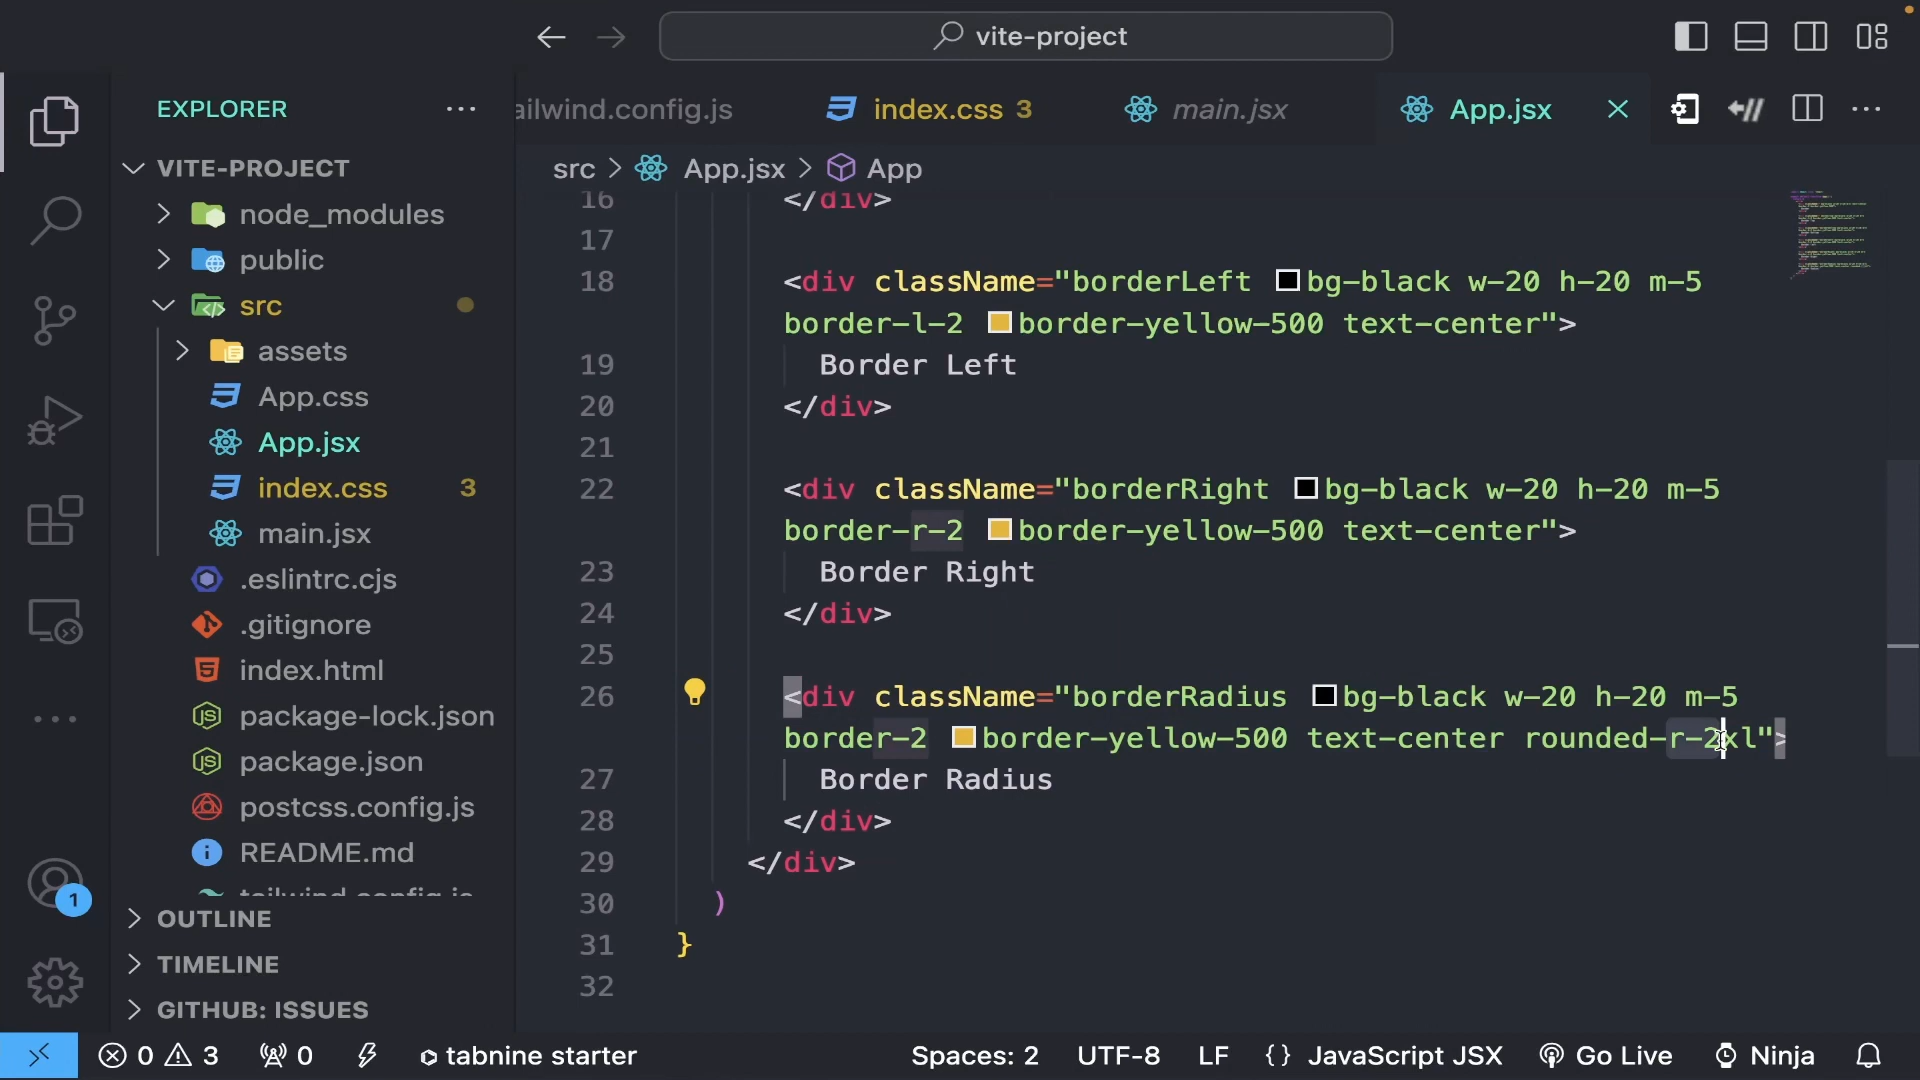 vite-project
EXPLORER
VITE-PROJECT
node_modules
public
src
assets
App.css
App.jsx
index.css 3
main.jsx
.eslintrc.cjs
.gitignore
index.html
package-lock.json
package.json
postcss.config.js
README.md
tailwind.config.js
OUTLINE
TIMELINE
GITHUB: ISSUES
1
ailwind.config.js
index.css 3
main.jsx
App.jsx
src > App.jsx > App
16 </div>
17
18 <div className="borderLeft bg-black w-20 h-20 m-5
border-l-2 border-yellow-500 text-center">
19 Border Left
20 </div>
21
22 <div className="borderRight bg-black w-20 h-20 m-5
border-r-2 border-yellow-500 text-center">
23 Border Right
24 </div>
25
26 <div className="borderRadius bg-black w-20 h-20 m-5
border-2 border-yellow-500 text-center rounded-r-2xl">
27 Border Radius
28 </div>
29 </div>
30 )
31 }
32
0 3 0 tabnine starter Spaces: 2 UTF-8 LF {} JavaScript JSX Go Live Ninja